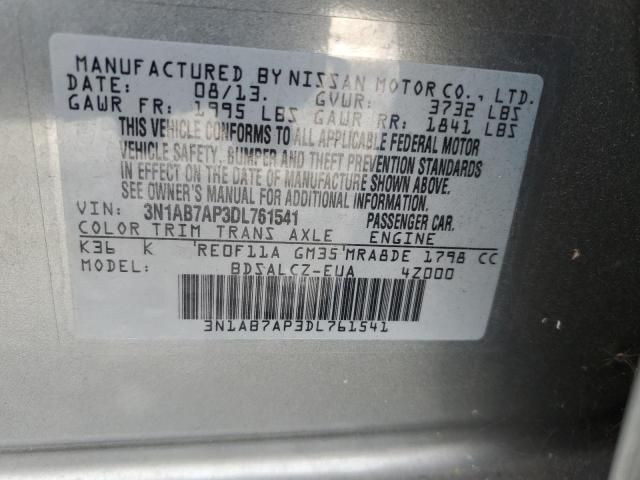 MANUFACTURED BY NISSAN MOTOR CO., LTD.
DATE: 08/13. GVWR: 3732 LBS
GAWR FR: 1995 LBS GAWR RR: 1841 LBS
THIS VEHICLE CONFORMS TO ALL APPLICABLE FEDERAL MOTOR
VEHICLE SAFETY, BUMPER AND THEFT PREVENTION STANDARDS
IN EFFECT ON THE DATE OF MANUFACTURE SHOWN ABOVE.
SEE OWNER'S MANUAL FOR ADDITIONAL INFORMATION.
VIN: 3N1AB7AP3DL761541 PASSENGER CAR.
COLOR TRIM TRANS AXLE ENGINE
K36 K 'RE0F11A GM35'MRA8DE 1798 CC
MODEL: BDSALCZ-EUA 4Z000
3N1AB7AP3DL761541